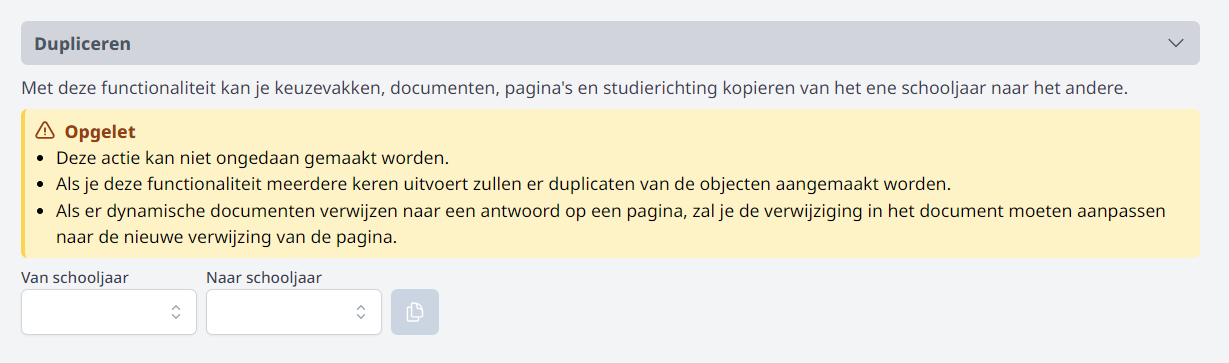 Dupliceren
Met deze functionaliteit kan je keuzevakken, documenten, pagina's en studierichting kopieren van het ene schooljaar naar het andere.
Opgelet
Deze actie kan niet ongedaan gemaakt worden.
Als je deze functionaliteit meerdere keren uitvoert zullen er duplicaten van de objecten aangemaakt worden.
Als er dynamische documenten verwijzen naar een antwoord op een pagina, zal je de verwijziging in het document moeten aanpassen
naar de nieuwe verwijzing van de pagina.
Van schooljaar
Naar schooljaar